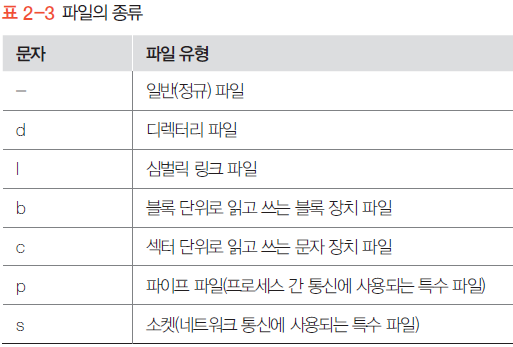 표 2-3 파일의 종류
문자 파일 유형
- 일반(정규) 파일
d 디렉터리 파일
l 심벌릭 링크 파일
b 블록 단위로 읽고 쓰는 블록 장치 파일
c 섹터 단위로 읽고 쓰는 문자 장치 파일
p 파이프 파일(프로세스 간 통신에 사용되는 특수 파일)
s 소켓(네트워크 통신에 사용되는 특수 파일)